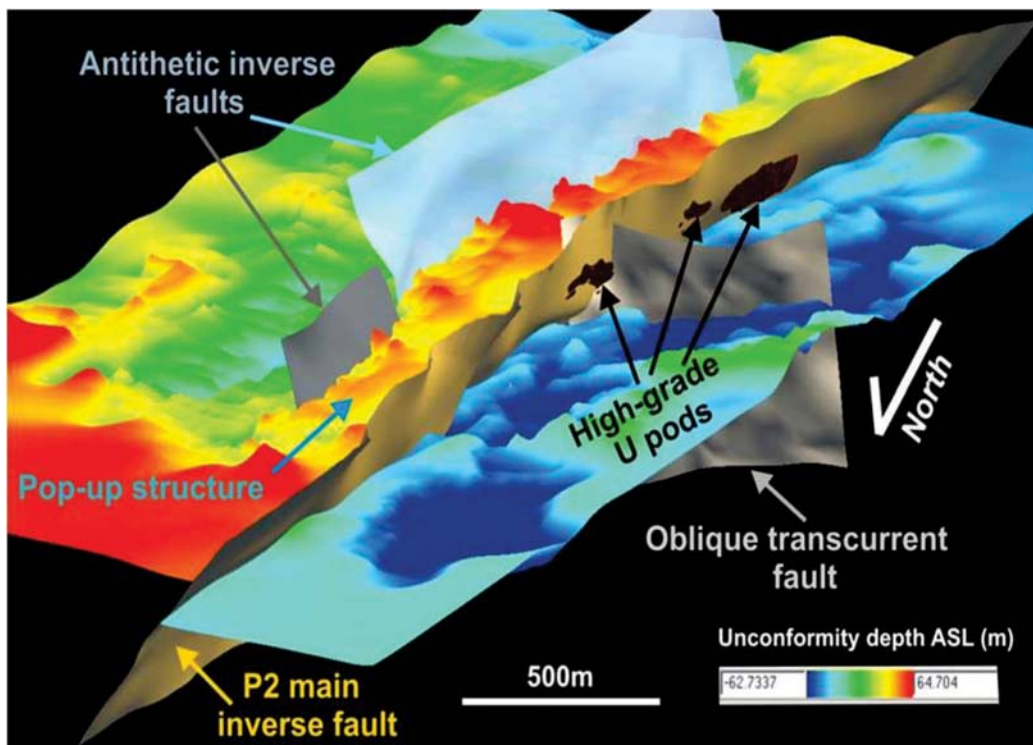 Antithetic inverse
faults
Pop-up structure
High-grade
U pods
North
Oblique transcurrent
fault
P2 main
inverse fault
500m
Unconformity depth ASL (m)
-62.7337 64.704